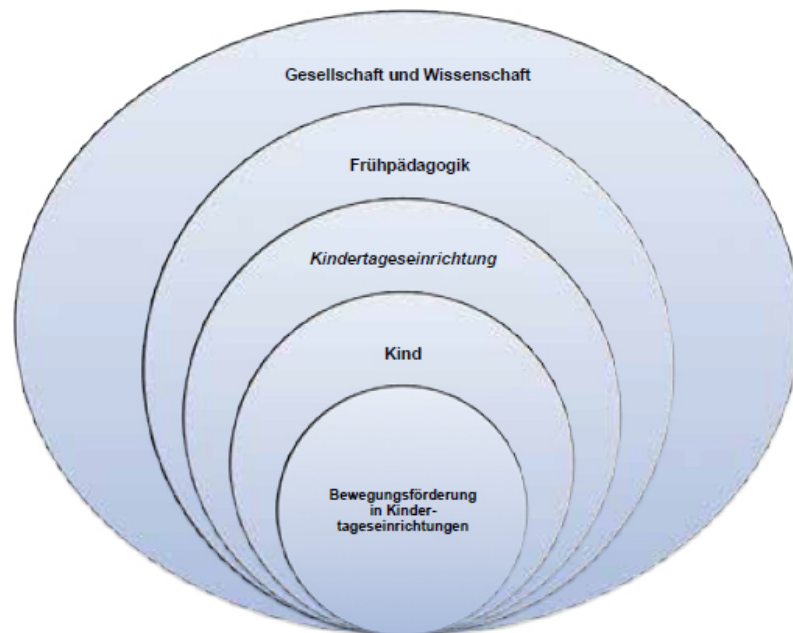 Gesellschaft und Wissenschaft
Frühpädagogik
Kindertageseinrichtung
Kind
Bewegungsförderung
in Kinder-
tageseinrichtungen